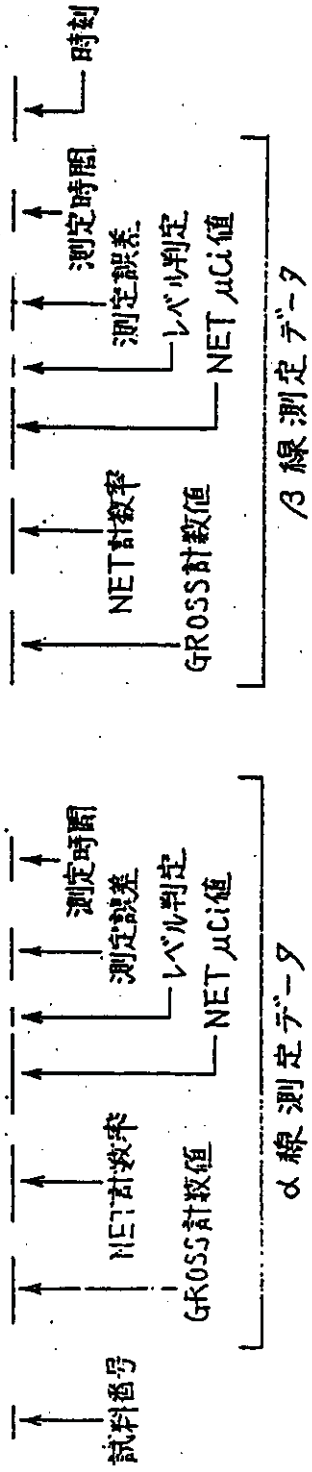 試料番号
GROSS計数値
NET計数率
NET μCi値
レベル判定
測定誤差
測定時間
α線測定データ
GROSS計数値
NET計数率
NET μCi値
レベル判定
測定誤差
測定時間
時刻
β線測定データ